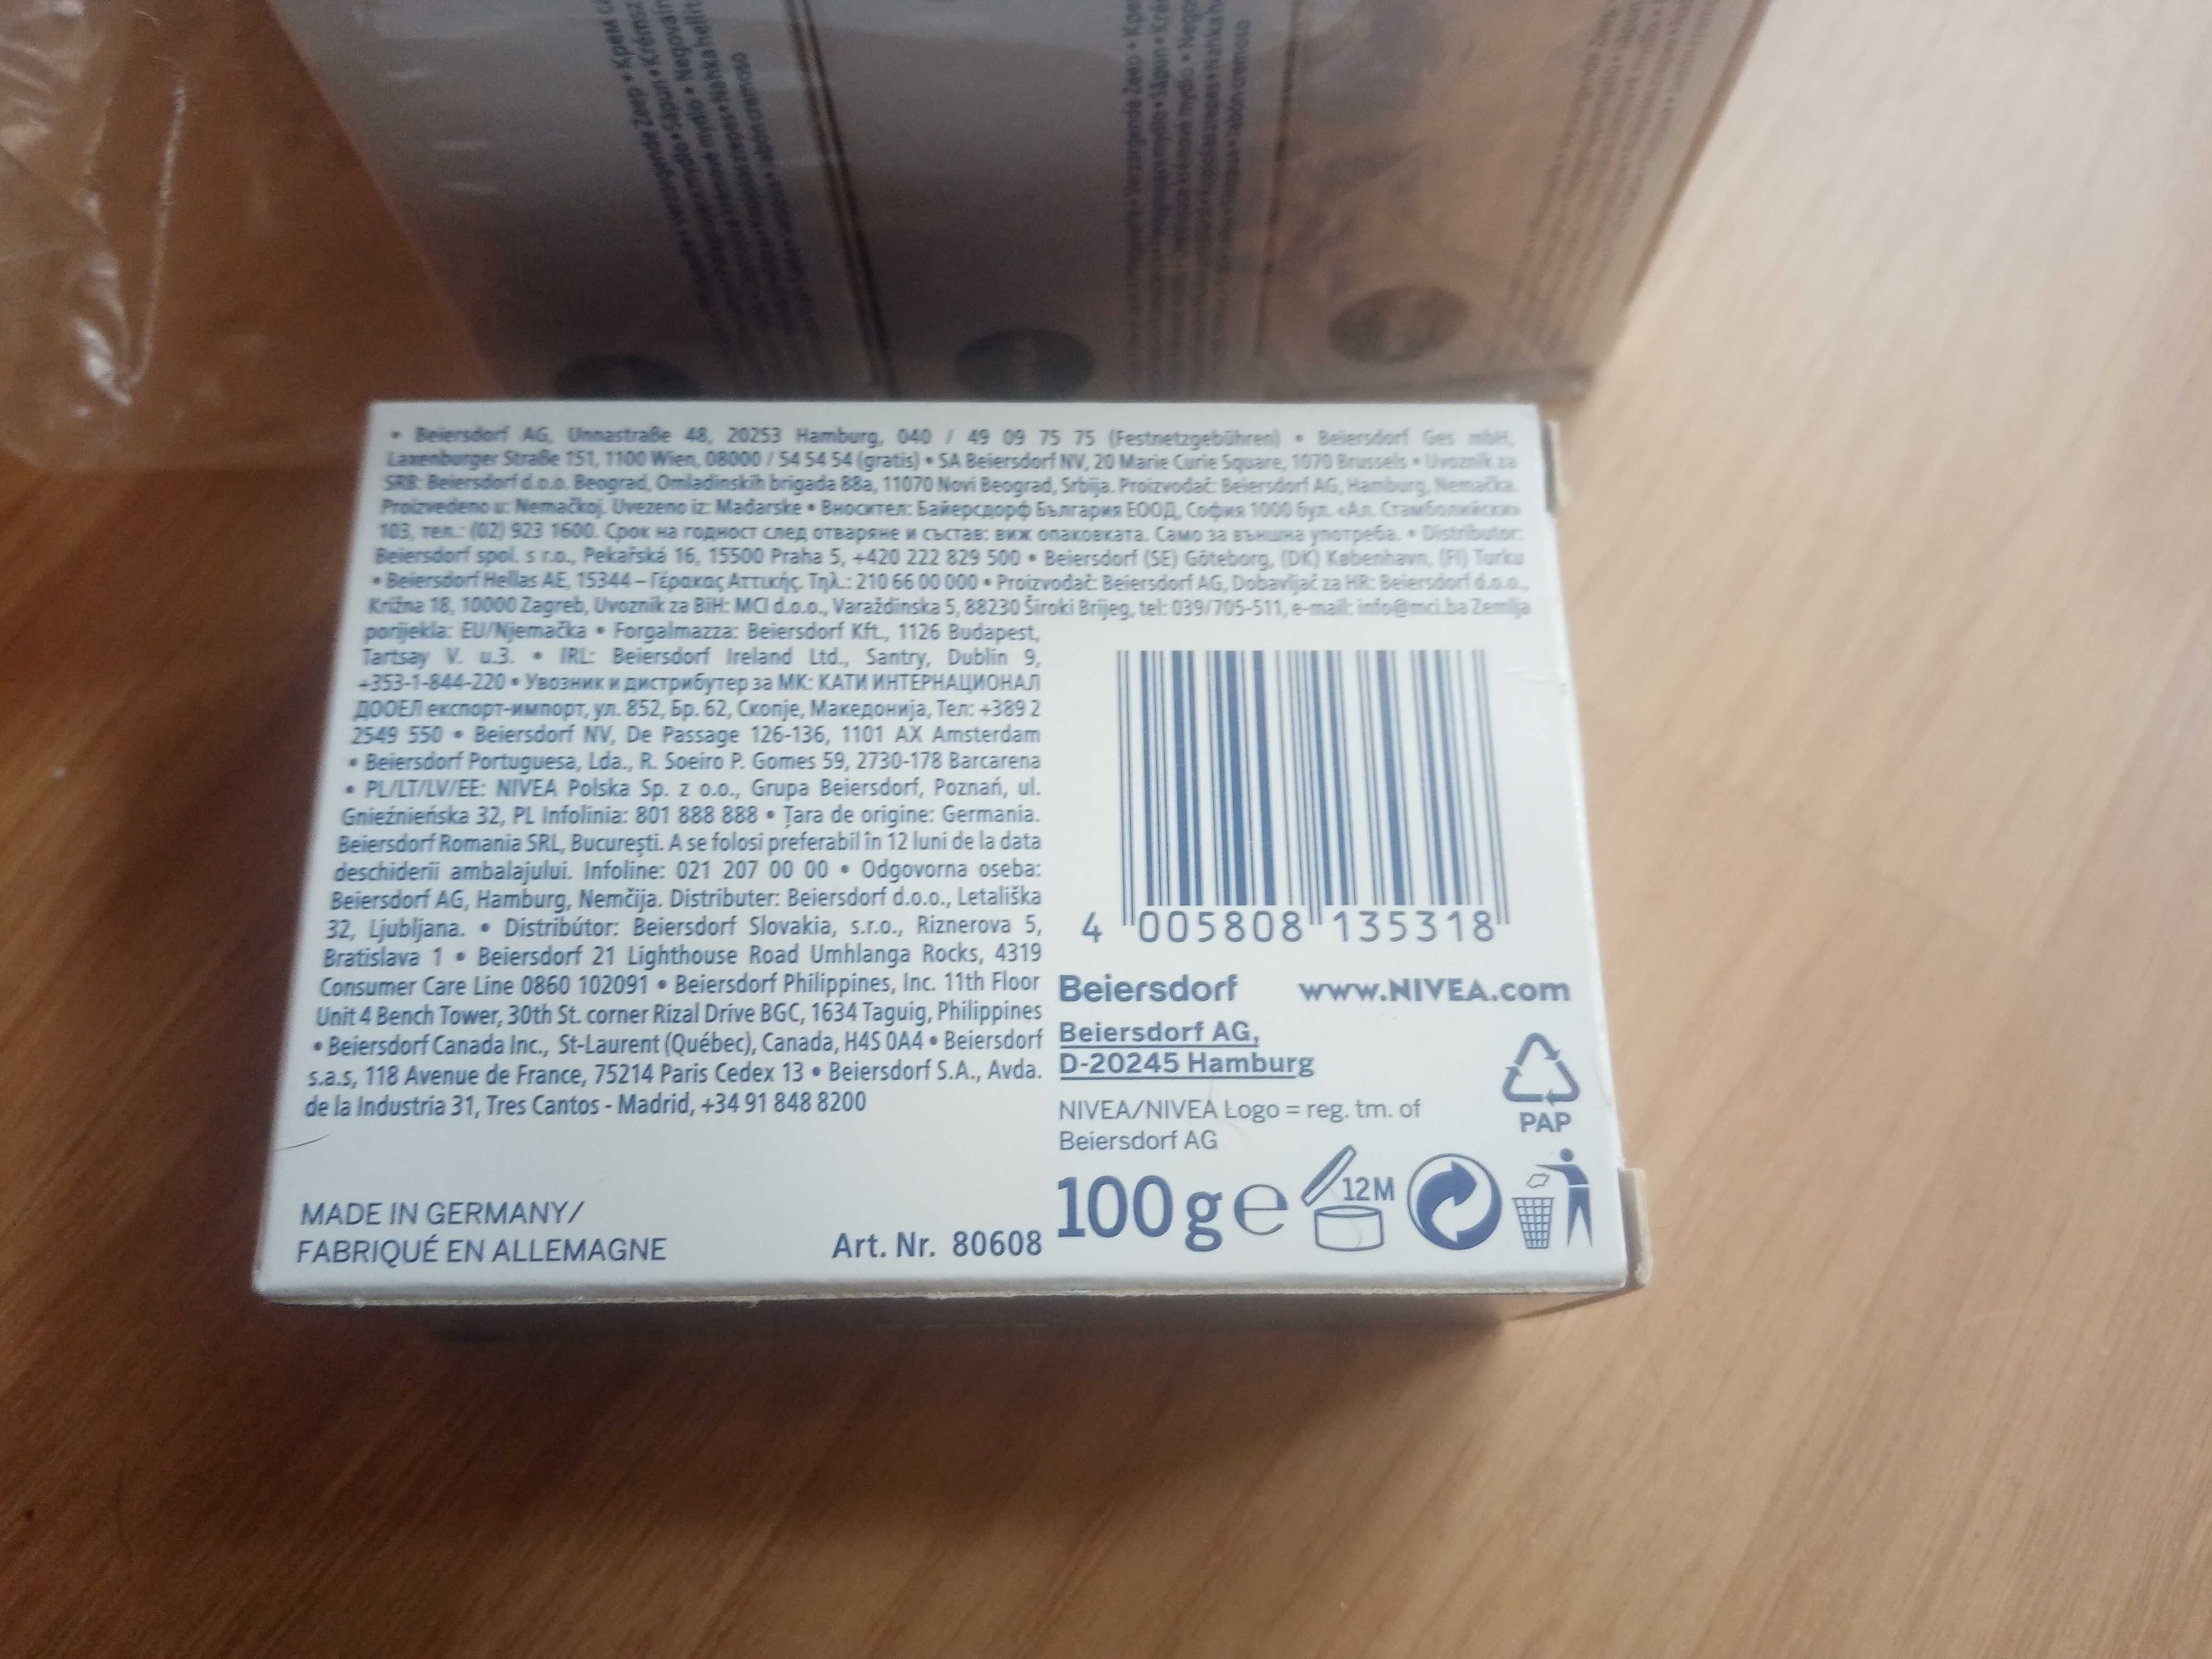 Zeep • Крем
Sapun • Krémsz
Negovaln
Nahka hellit
Verzorgende Zeep • Кре
Sapun • Kré
krémové mydlo • Nego
Jabón cremoso
• Beiersdorf AG, Unnastraße 48, 20253 Hamburg, 040 / 49 09 75 75 (Festnetzgebühren) • Beiersdorf Ges mbH,
Laxenburger Straße 151, 1100 Wien, 08000 / 54 54 54 (gratis) • SA Beiersdorf NV, 20 Marie Curie Square, 1070 Brussels • Uvoznik za
SRB: Beiersdorf d.o.o. Beograd, Omladinskih brigada 88a, 11070 Novi Beograd, Srbija. Proizvođač: Beiersdorf AG, Hamburg, Nemačka.
Proizvedeno u: Nemačkoj. Uvezeno iz: Mađarske • Вносител: Байерсдорф България ЕООД, София 1000 бул. «Ал. Стамболийски»
103, тел.: (02) 923 1600. Срок на годност след отваряне и състав: виж опаковката. Само за външна употреба. • Distributor:
Beiersdorf spol. s r.o., Pekařská 16, 15500 Praha 5, +420 222 829 500 • Beiersdorf (SE) Göteborg, (DK) København, (FI) Turku
• Beiersdorf Hellas AE, 15344 – Γέρακας Αττικής. Τηλ.: 210 66 00 000 • Proizvođač: Beiersdorf AG, Dobavljač za HR: Beiersdorf d.o.o.,
Križna 18, 10000 Zagreb, Uvoznik za BiH: MCI d.o.o., Varaždinska 5, 88230 Široki Brijeg, tel: 039/705-511, e-mail: info@mci.ba Zemlja
porijekla: EU/Njemačka • Forgalmazza: Beiersdorf Kft., 1126 Budapest,
Tartsay V. u.3. • IRL: Beiersdorf Ireland Ltd., Santry, Dublin 9,
+353-1-844-220 • Увозник и дистрибутер за МК: КАТИ ИНТЕРНАЦИОНАЛ
ДООЕЛ експорт-импорт, ул. 852, Бр. 62, Скопје, Македонија, Тел: +389 2
2549 550 • Beiersdorf NV, De Passage 126-136, 1101 AX Amsterdam
• Beiersdorf Portuguesa, Lda., R. Soeiro P. Gomes 59, 2730-178 Barcarena
• PL/LT/LV/EE: NIVEA Polska Sp. z o.o., Grupa Beiersdorf, Poznań, ul.
Gnieźnieńska 32, PL Infolinia: 801 888 888 • Țara de origine: Germania.
Beiersdorf Romania SRL, București. A se folosi preferabil în 12 luni de la data
deschiderii ambalajului. Infoline: 021 207 00 00 • Odgovorna oseba:
Beiersdorf AG, Hamburg, Nemčija. Distributer: Beiersdorf d.o.o., Letališka
32, Ljubljana. • Distribútor: Beiersdorf Slovakia, s.r.o., Riznerova 5,
Bratislava 1 • Beiersdorf 21 Lighthouse Road Umhlanga Rocks, 4319
Consumer Care Line 0860 102091 • Beiersdorf Philippines, Inc. 11th Floor
Unit 4 Bench Tower, 30th St. corner Rizal Drive BGC, 1634 Taguig, Philippines
• Beiersdorf Canada Inc., St-Laurent (Québec), Canada, H4S 0A4 • Beiersdorf
s.a.s, 118 Avenue de France, 75214 Paris Cedex 13 • Beiersdorf S.A., Avda.
de la Industria 31, Tres Cantos - Madrid, +34 91 848 8200
MADE IN GERMANY/
FABRIQUÉ EN ALLEMAGNE
Art. Nr. 80608
4 005808 135318
Beiersdorf www.NIVEA.com
Beiersdorf AG,
D-20245 Hamburg
NIVEA/NIVEA Logo = reg. tm. of
Beiersdorf AG
PAP
100 g e 12M